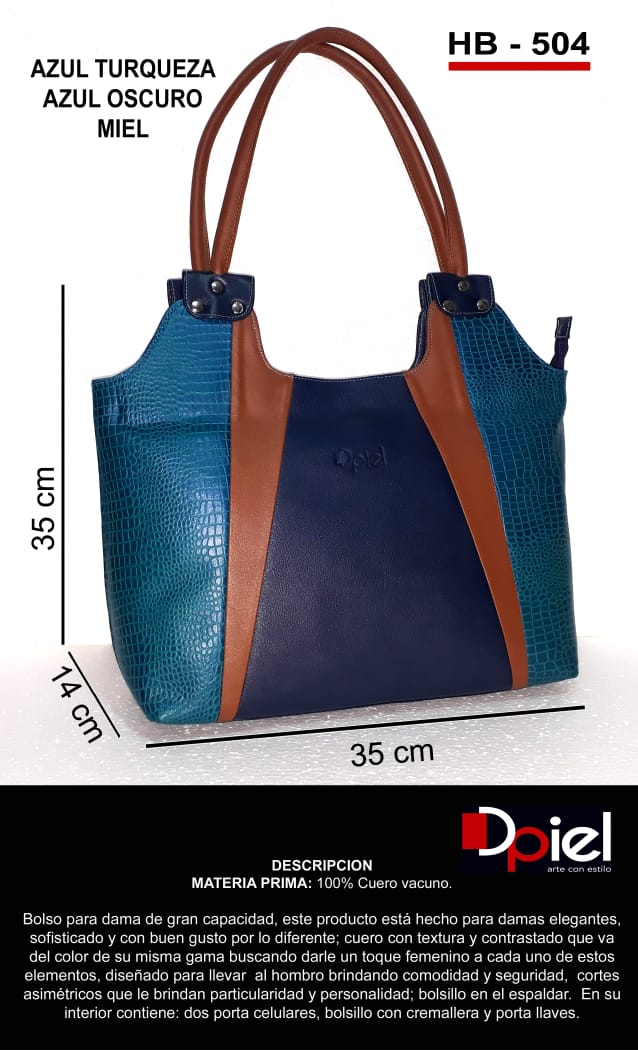 HB - 504
AZUL TURQUEZA
AZUL OSCURO
MIEL
Dpiel
35 cm
14 cm
35 cm
Dpiel
arte con estilo
DESCRIPCION
MATERIA PRIMA: 100% Cuero vacuno.
Bolso para dama de gran capacidad, este producto está hecho para damas elegantes,
sofisticado y con buen gusto por lo diferente; cuero con textura y contrastado que va
del color de su misma gama buscando darle un toque femenino a cada uno de estos
elementos, diseñado para llevar al hombro brindando comodidad y seguridad, cortes
asimétricos que le brindan particularidad y personalidad; bolsillo en el espaldar. En su
interior contiene: dos porta celulares, bolsillo con cremallera y porta llaves.